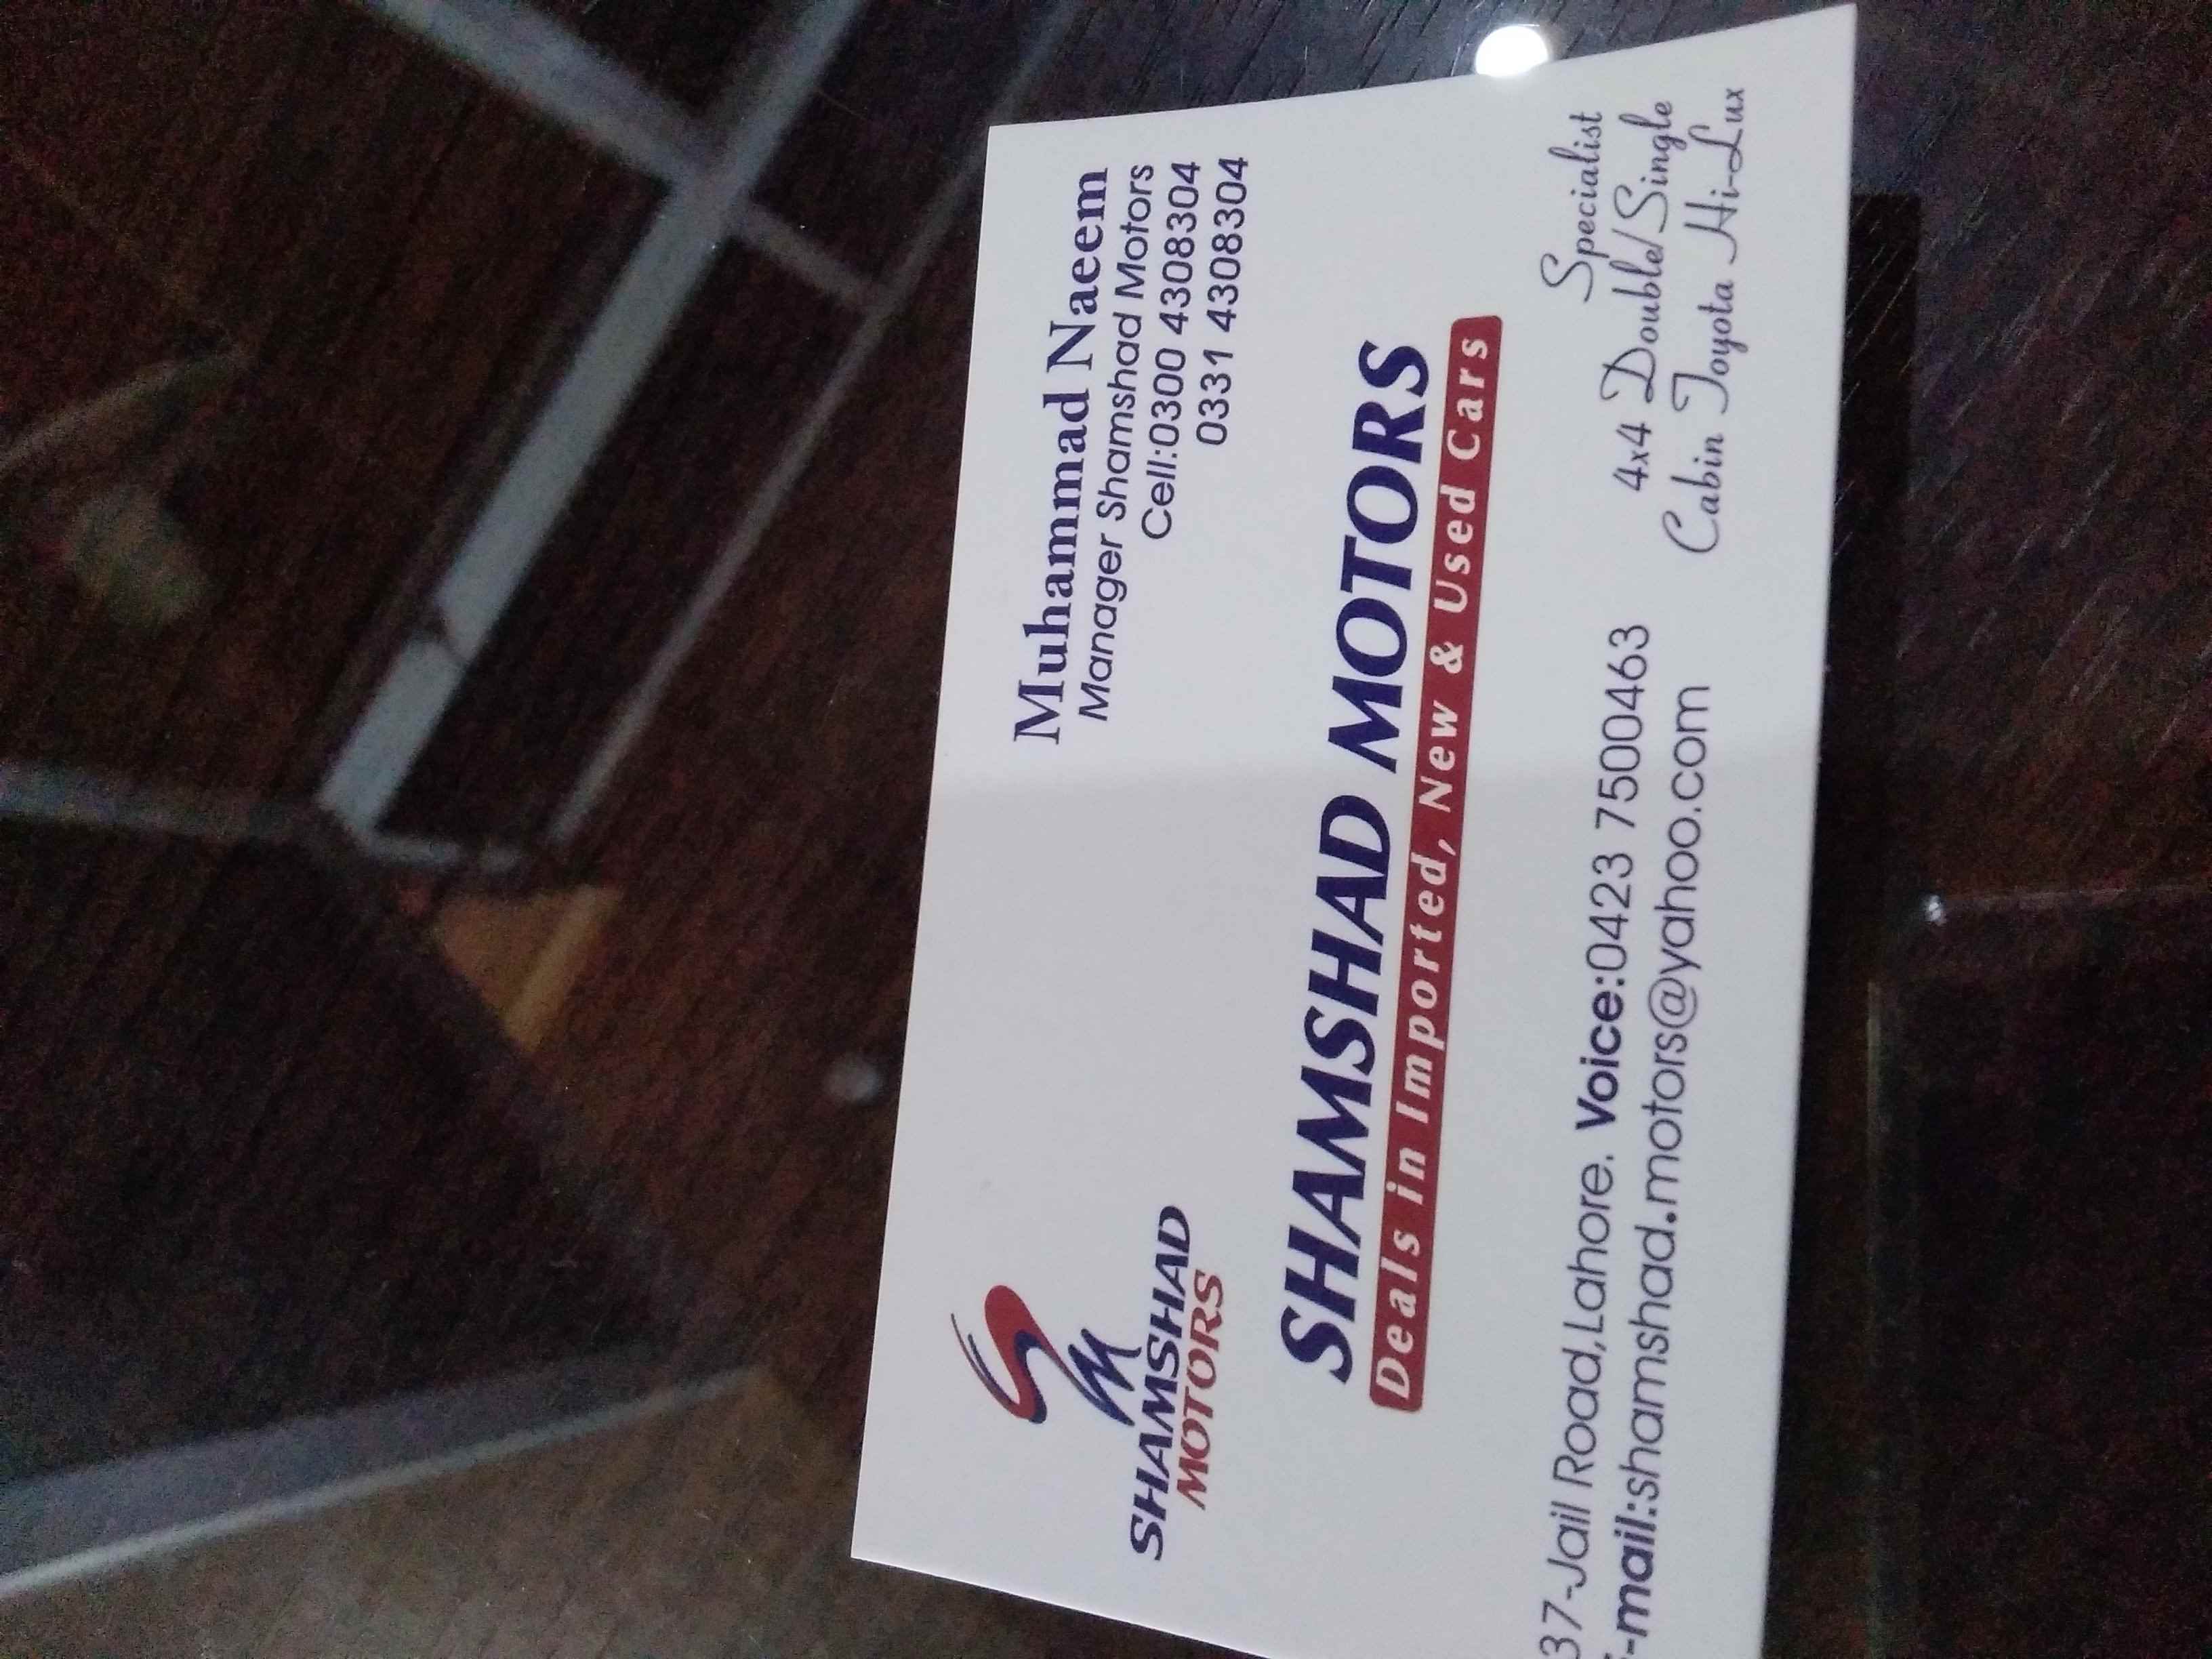 SM
SHAMSHAD
MOTORS
Muhammad Naeem
Manager Shamshad Motors
Cell:0300 4308304
0331 4308304
SHAMSHAD MOTORS
Deals in Imported, New & Used Cars
37-Jail Road,Lahore. Voice:0423 7500463
E-mail:shamshad.motors@yahoo.com
Specialist
4x4 Double/Single
Cabin Toyota Hi-Lux